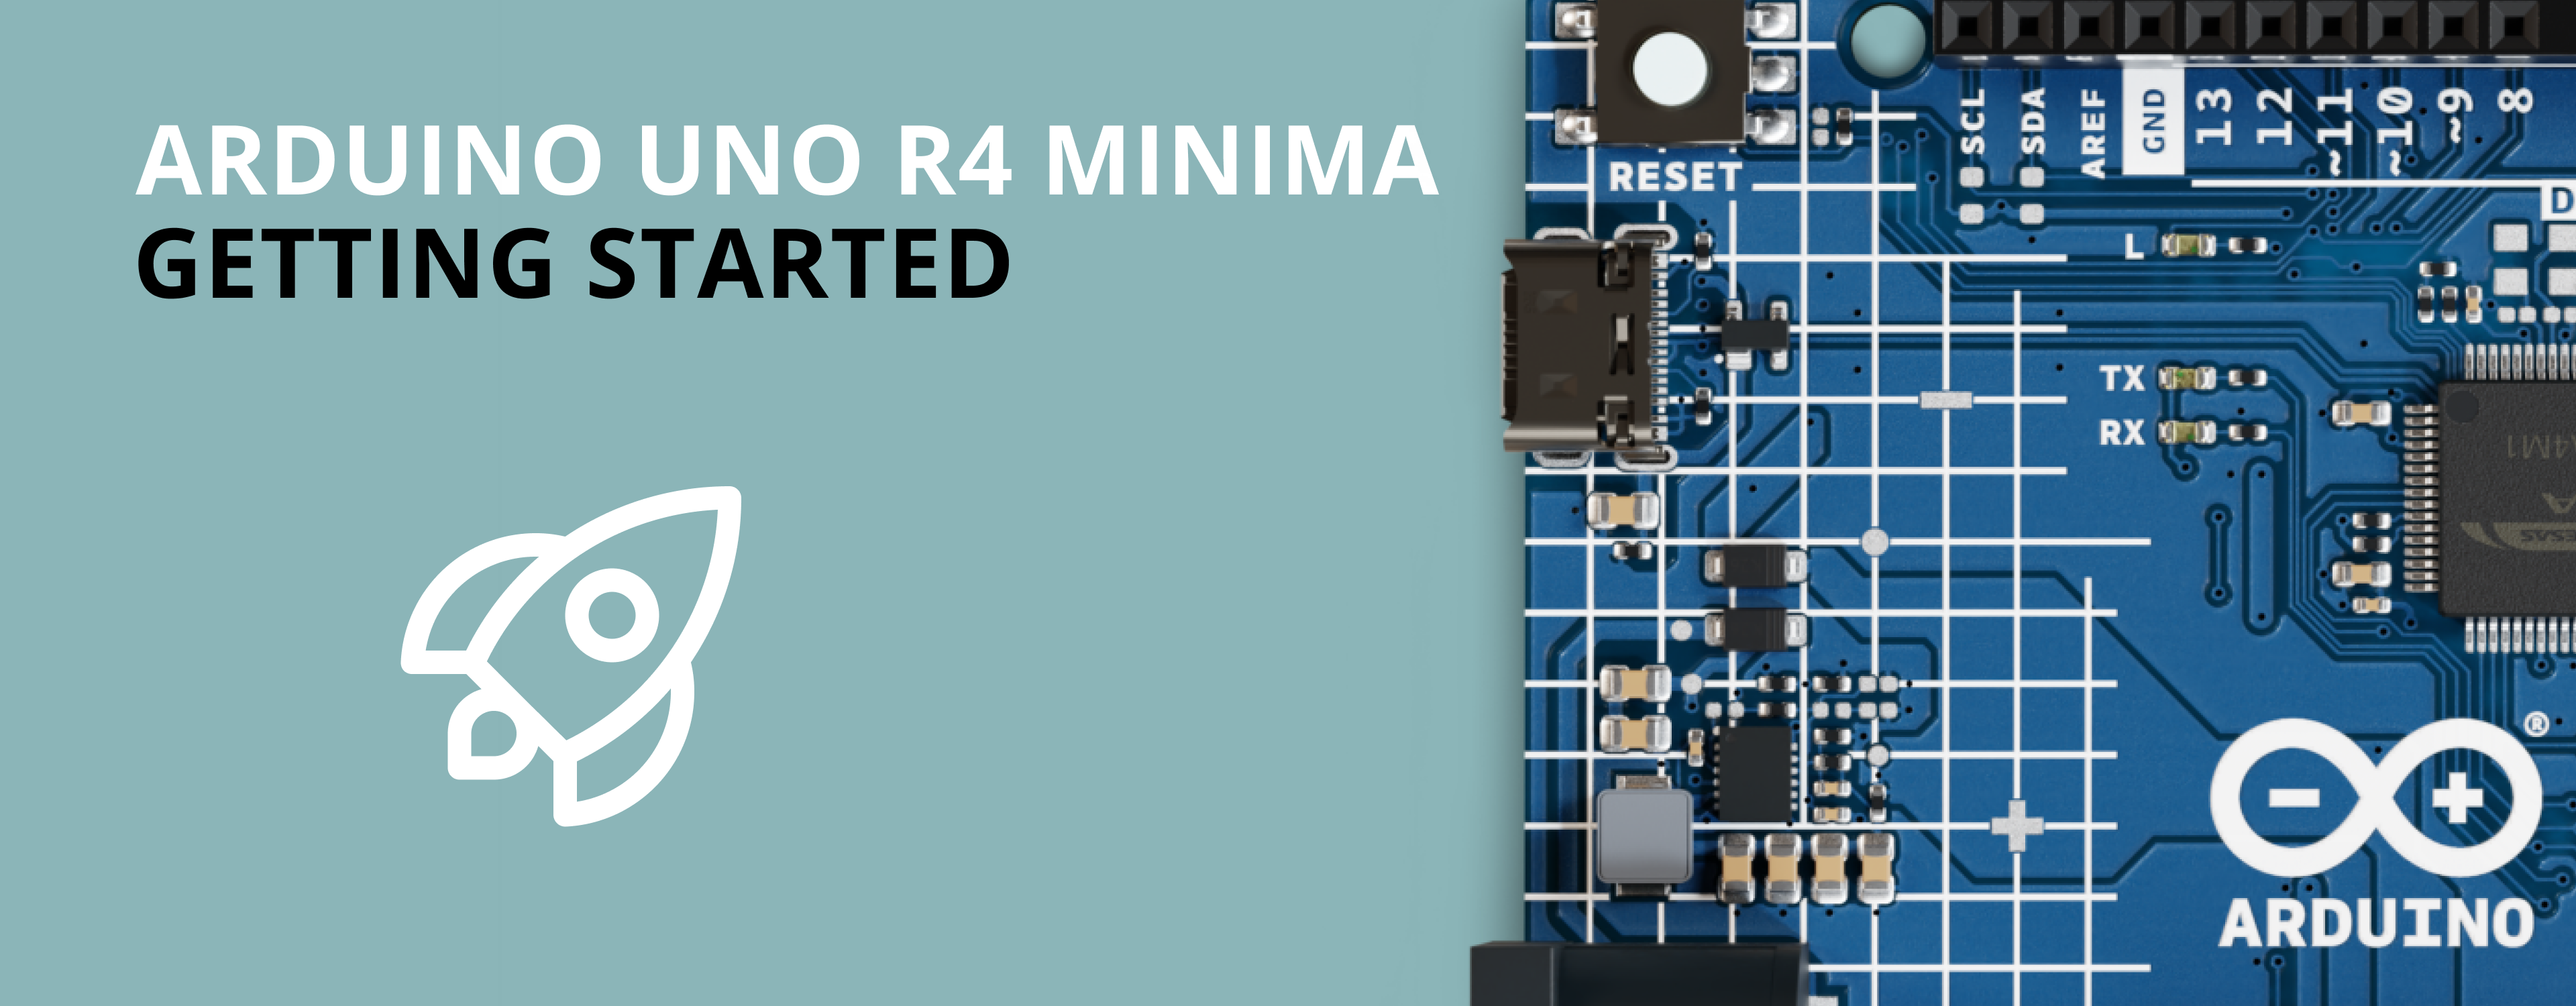 ARDUINO UNO R4 MINIMA
GETTING STARTED
RESET
SCL
SDA
AREF
GND
13
12
~11
~10
~9
8
D
L
TX
RX
®
ARDUINO